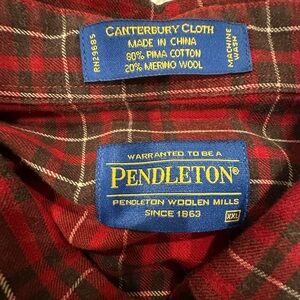 CANTERBURY CLOTH
MADE IN CHINA
80% PIMA COTTON
20% MERINO WOOL
RN29685
MACHINE
WASH
WARRANTED TO BE A
PENDLETON®
PENDLETON WOOLEN MILLS
SINCE 1863
XXL